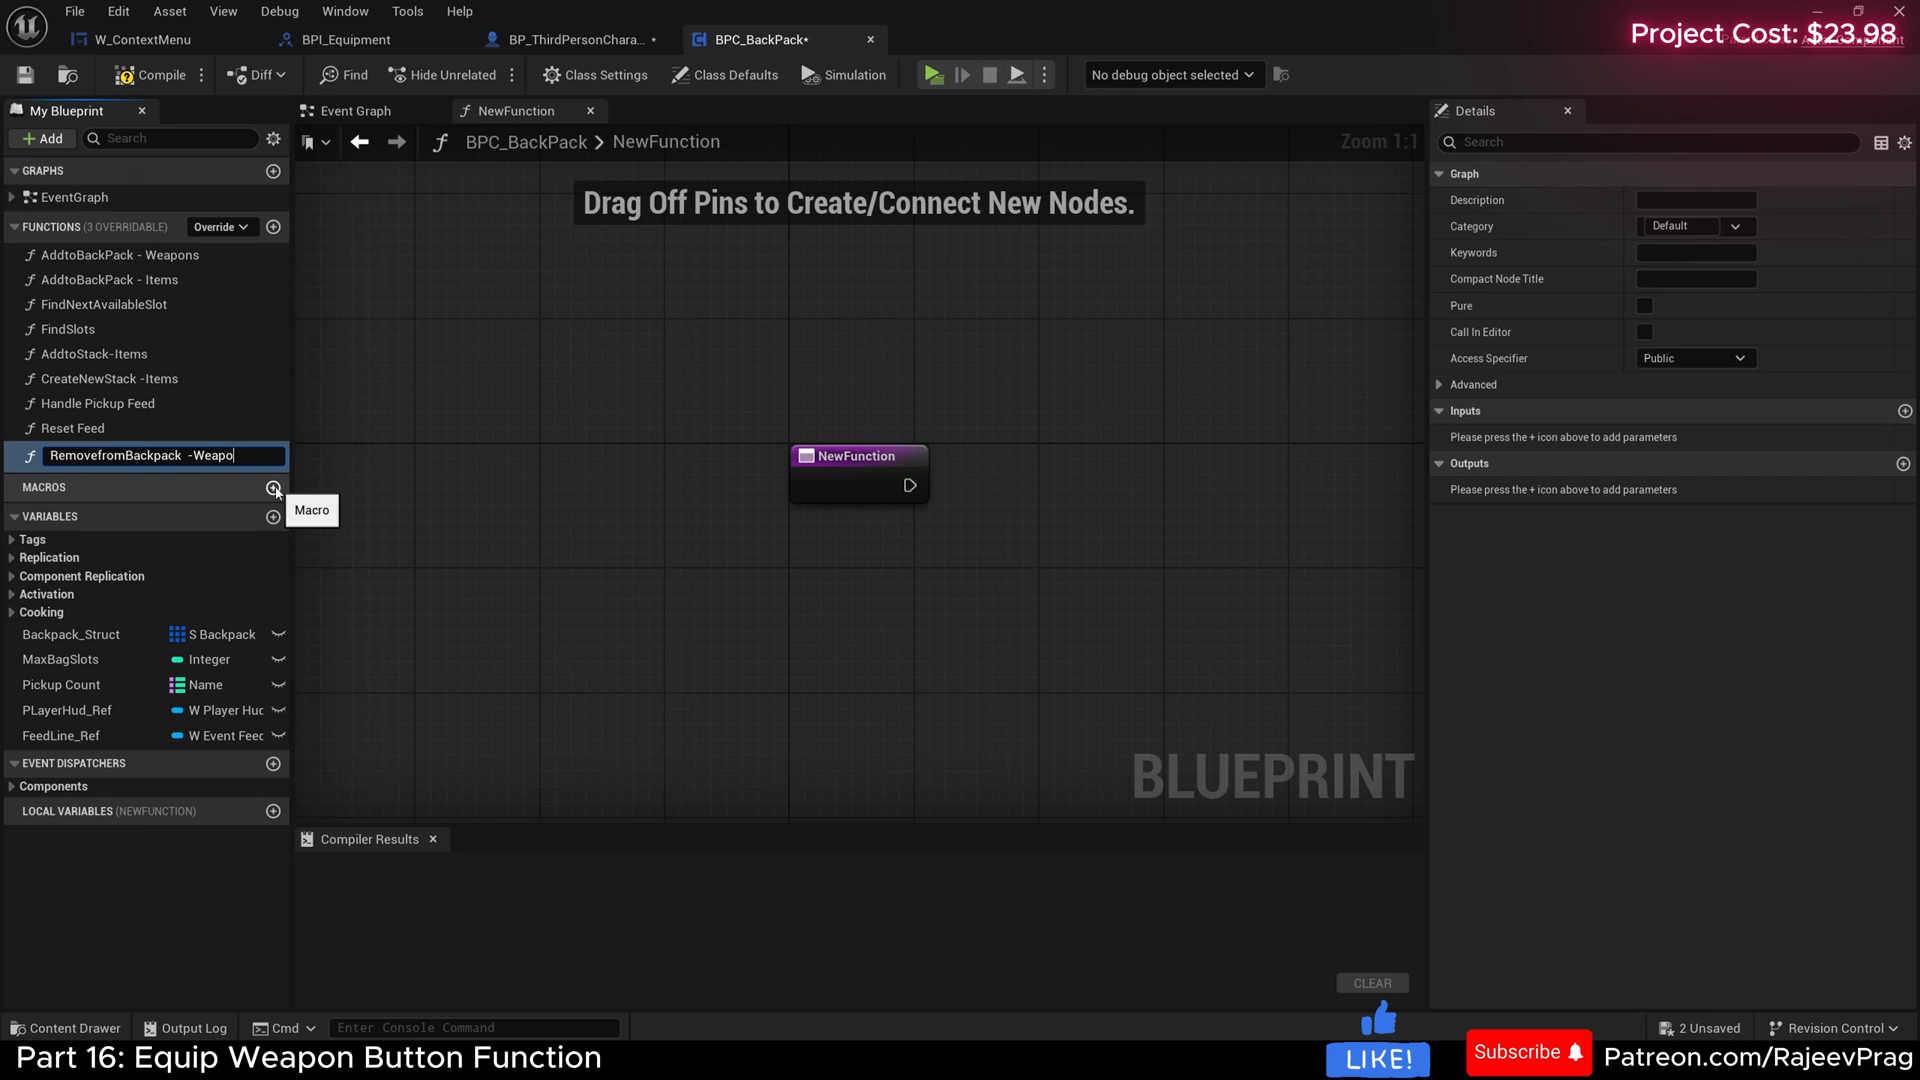 File Edit Asset View Debug Window Tools Help
Project Cost: $23.98
W_ContextMenu BPI_Equipment BP_ThirdPersonChara... • BPC_BackPack•
Compile Diff Find Hide Unrelated Class Settings Class Defaults Simulation No debug object selected
My Blueprint Event Graph NewFunction Details
Add Search BPC_BackPack > NewFunction Zoom 1:1 Search
Drag Off Pins to Create/Connect New Nodes.
GRAPHS
EventGraph
FUNCTIONS (3 OVERRIDABLE) Override
AddtoBackPack - Weapons
AddtoBackPack - Items
FindNextAvailableSlot
FindSlots
AddtoStack-Items
CreateNewStack -Items
Handle Pickup Feed
Reset Feed
RemovefromBackpack  -Weapo
MACROS
Macro
VARIABLES
Tags
Replication
Component Replication
Activation
Cooking
Backpack_Struct S Backpack
MaxBagSlots Integer
Pickup Count Name
PLayerHud_Ref W Player Huc
FeedLine_Ref W Event Feec
EVENT DISPATCHERS
Components
LOCAL VARIABLES (NEWFUNCTION)
NewFunction
BLUEPRINT
Compiler Results
CLEAR
Graph
Description
Category Default
Keywords
Compact Node Title
Pure
Call In Editor
Access Specifier Public
Advanced
Inputs
Please press the + icon above to add parameters
Outputs
Please press the + icon above to add parameters
Content Drawer Output Log Cmd Enter Console Command 2 Unsaved Revision Control
Part 16: Equip Weapon Button Function LIKE! Subscribe Patreon.com/RajeevPrag